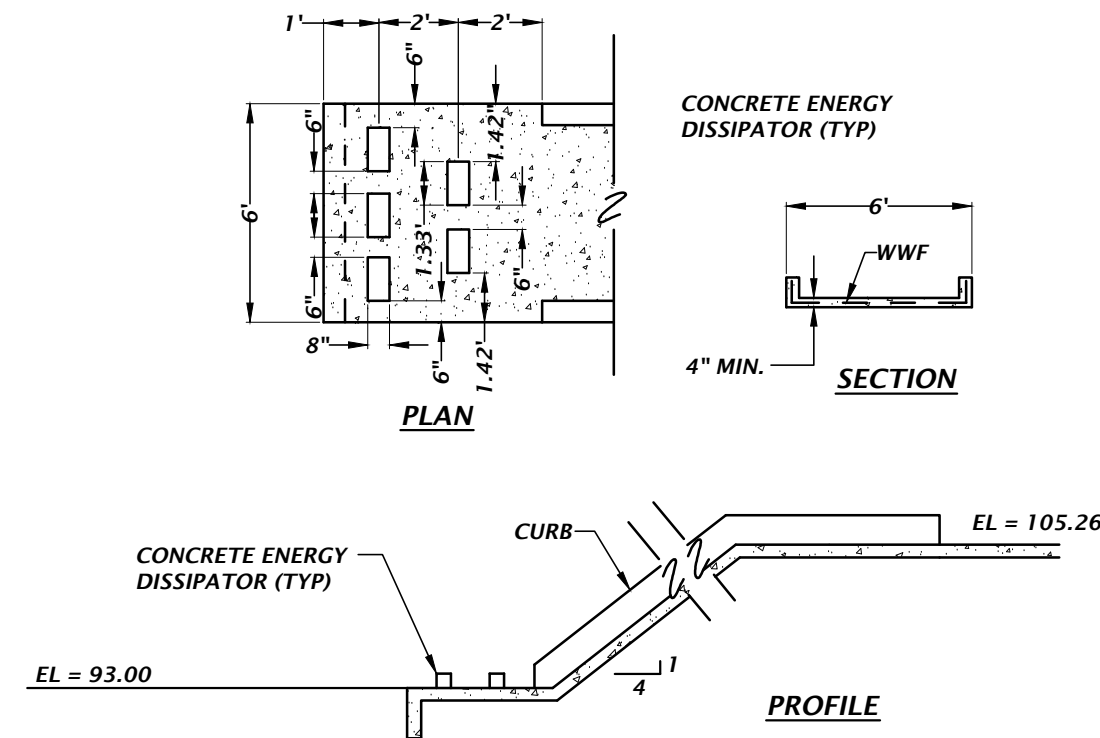 1'
2'
2'
6"
1.42'
6"
6'
1.33'
6"
6"
8"
6"
1.42'
PLAN
CONCRETE ENERGY
DISSIPATOR (TYP)
6'
WWF
4" MIN.
SECTION
CURB
EL = 105.26
CONCRETE ENERGY
DISSIPATOR (TYP)
EL = 93.00
1
4
PROFILE